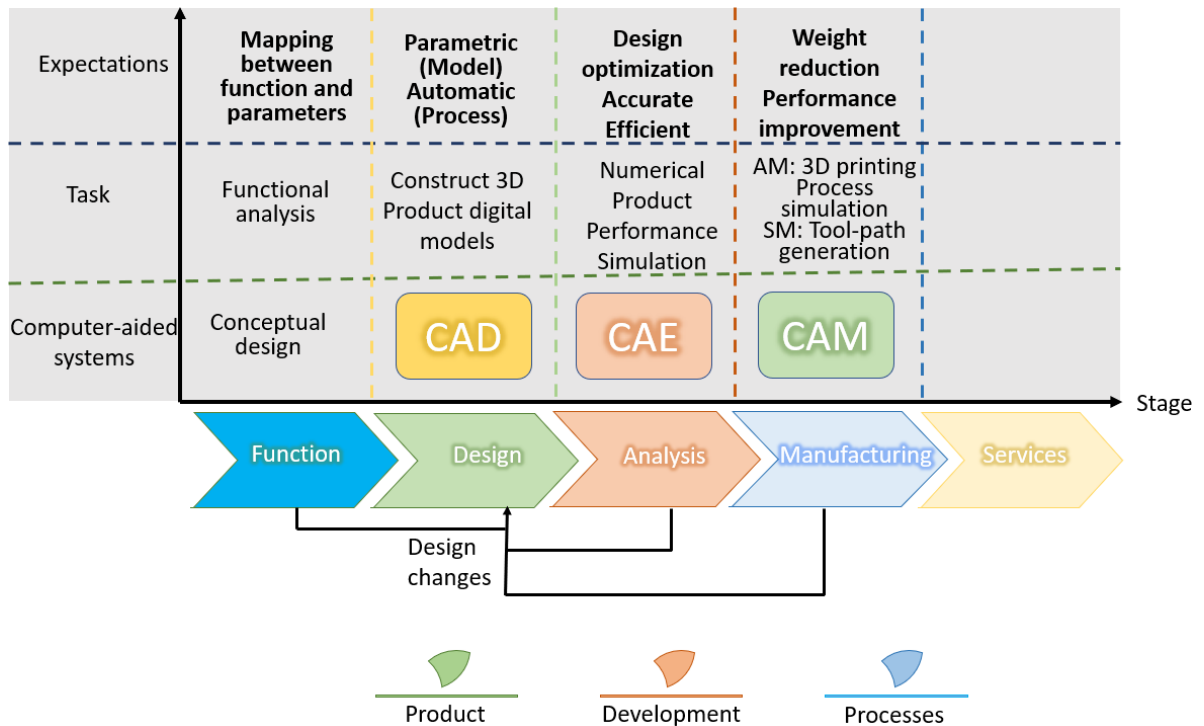 Expectations
Mapping
between
function and
parameters
Parametric
(Model)
Automatic
(Process)
Design
optimization
Accurate
Efficient
Weight
reduction
Performance
improvement
Task
Functional
analysis
Construct 3D
Product digital
models
Numerical
Product
Performance
Simulation
AM: 3D printing
Process
simulation
SM: Tool-path
generation
Computer-aided
systems
Conceptual
design
CAD
CAE
CAM
Stage
Function
Design
Analysis
Manufacturing
Services
Design
changes
Product
Development
Processes